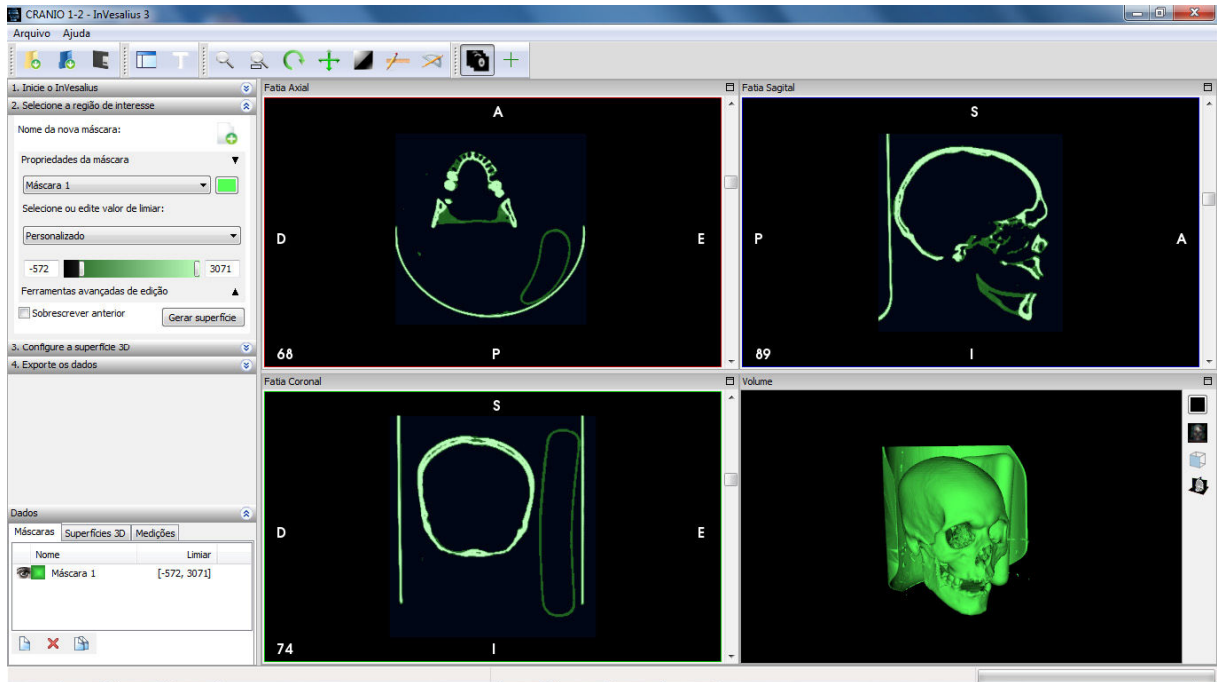 CRANIO 1-2 - InVesalius 3
Arquivo Ajuda
1. Inicie o InVesalius
2. Selecione a região de interesse
Nome da nova máscara:
Propriedades da máscara
Máscara 1
Selecione ou edite valor de limiar:
Personalizado
-572 3071
Ferramentas avançadas de edição
Sobrescrever anterior Gerar superfície
3. Configure a superfície 3D
4. Exporte os dados
Dados
Máscaras Superfícies 3D Medições
Nome Limiar
Máscara 1 [-572, 3071]
Fatia Axial
A
D E
68 P
Fatia Sagital
S
P A
89 I
Fatia Coronal
S
D E
74 I
Volume